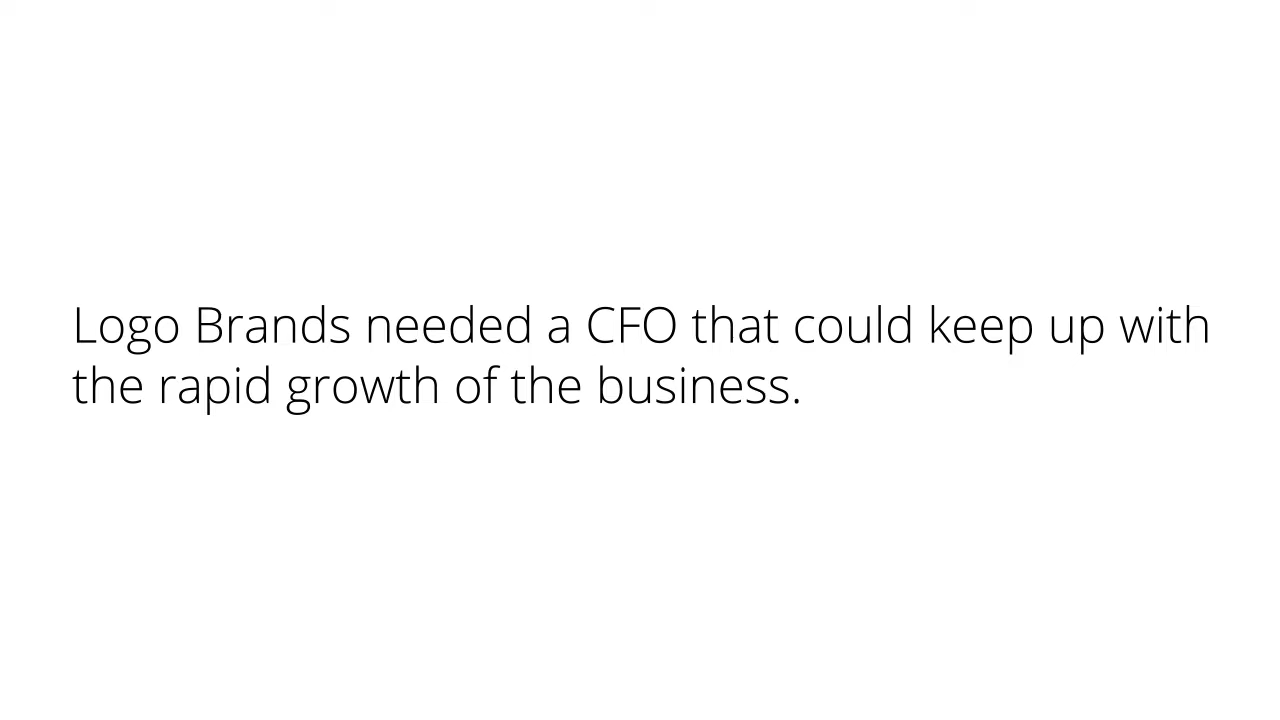 Logo Brands needed a CFO that could keep up with
the rapid growth of the business.